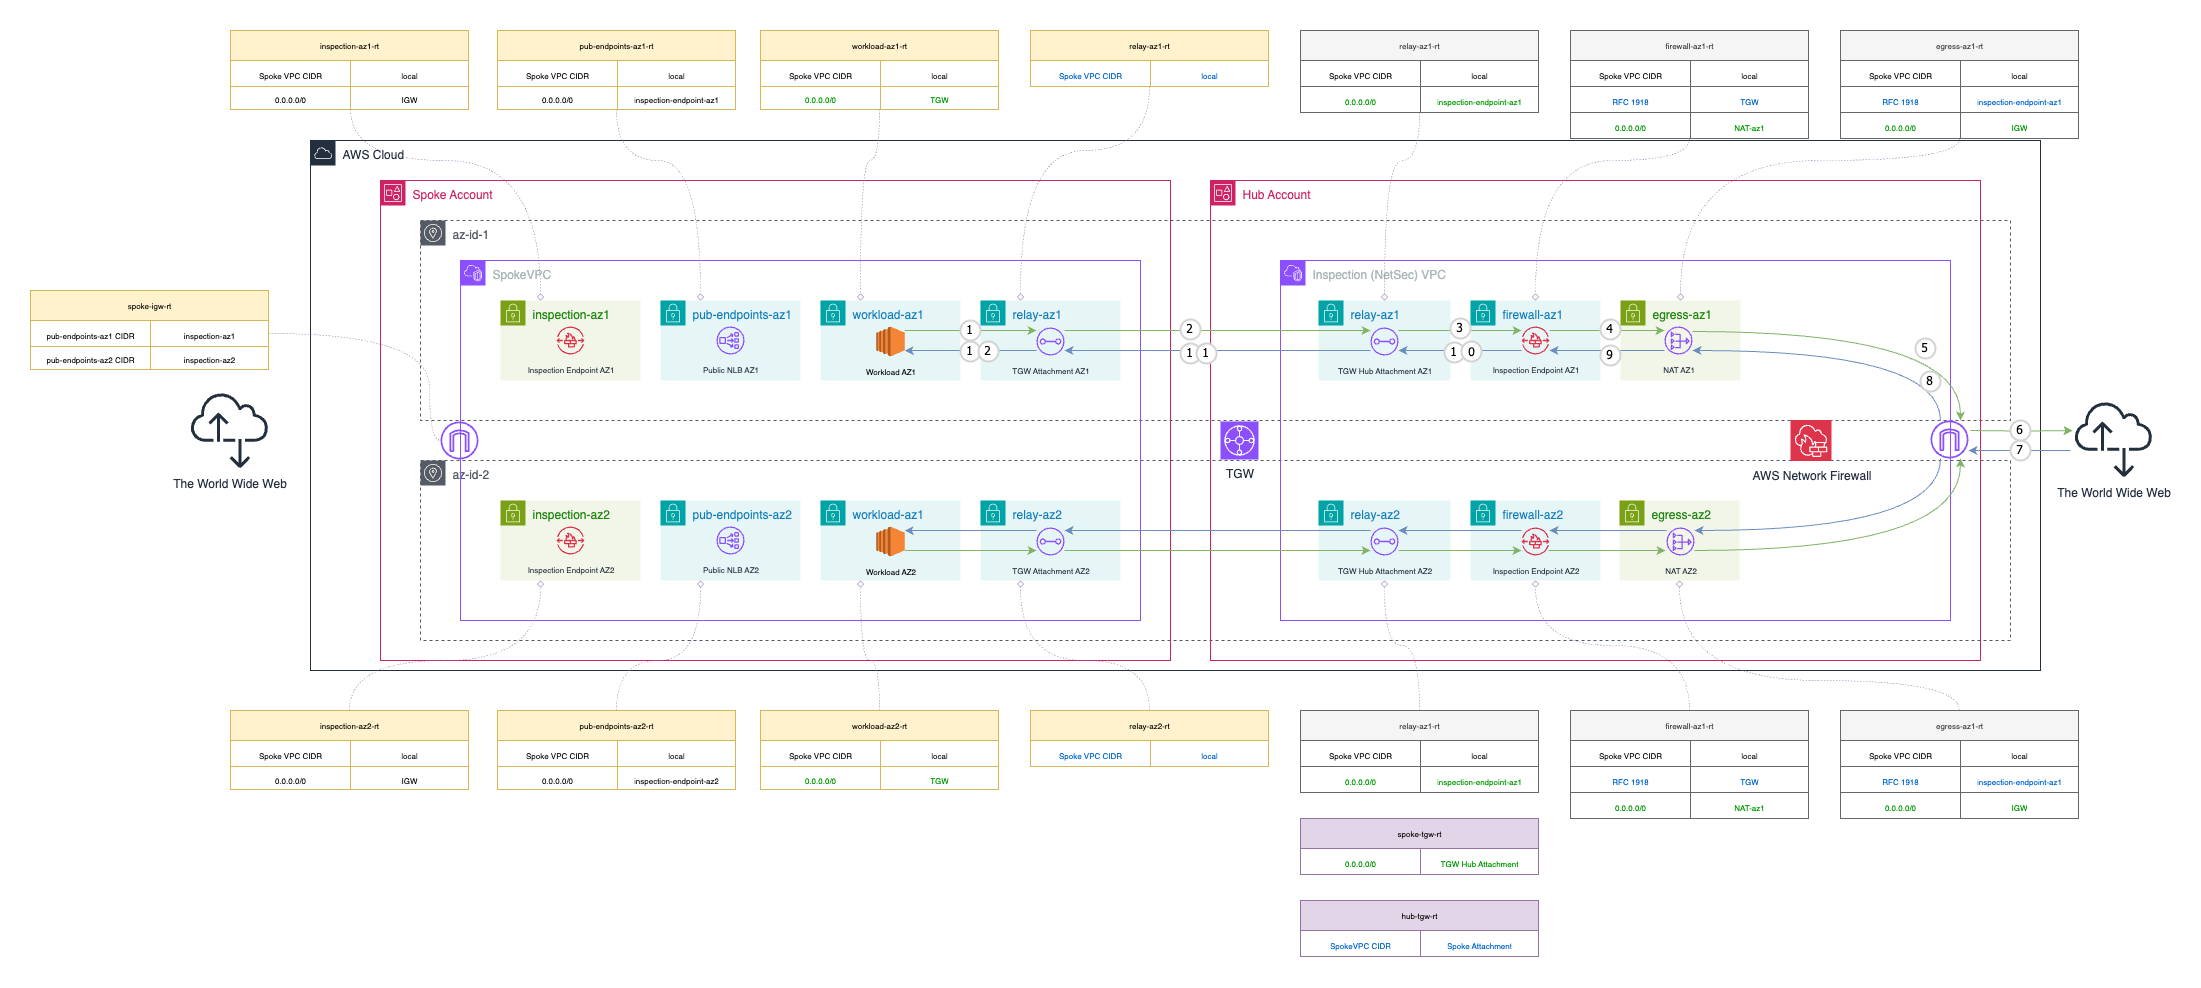 inspection-az1-rt
Spoke VPC CIDR local
0.0.0.0/0 IGW
pub-endpoints-az1-rt
Spoke VPC CIDR local
0.0.0.0/0 inspection-endpoint-az1
workload-az1-rt
Spoke VPC CIDR local
0.0.0.0/0 TGW
relay-az1-rt
Spoke VPC CIDR local
relay-az1-rt
Spoke VPC CIDR local
0.0.0.0/0 inspection-endpoint-az1
firewall-az1-rt
Spoke VPC CIDR local
RFC 1918 TGW
0.0.0.0/0 NAT-az1
egress-az1-rt
Spoke VPC CIDR local
RFC 1918 inspection-endpoint-az1
0.0.0.0/0 IGW
AWS Cloud
Spoke Account
Hub Account
az-id-1
SpokeVPC
Inspection (NetSec) VPC
spoke-igw-rt
pub-endpoints-az1 CIDR inspection-az1
pub-endpoints-az2 CIDR inspection-az2
inspection-az1
Inspection Endpoint AZ1
pub-endpoints-az1
Public NLB AZ1
workload-az1
Workload AZ1
1
1 2
relay-az1
TGW Attachment AZ1
2
1 1
relay-az1
TGW Hub Attachment AZ1
3
1 0
firewall-az1
Inspection Endpoint AZ1
4
9
egress-az1
NAT AZ1
5
8
6
7
The World Wide Web
TGW
AWS Network Firewall
The World Wide Web
az-id-2
inspection-az2
Inspection Endpoint AZ2
pub-endpoints-az2
Public NLB AZ2
workload-az1
Workload AZ2
relay-az2
TGW Attachment AZ2
relay-az2
TGW Hub Attachment AZ2
firewall-az2
Inspection Endpoint AZ2
egress-az2
NAT AZ2
inspection-az2-rt
Spoke VPC CIDR local
0.0.0.0/0 IGW
pub-endpoints-az2-rt
Spoke VPC CIDR local
0.0.0.0/0 inspection-endpoint-az2
workload-az2-rt
Spoke VPC CIDR local
0.0.0.0/0 TGW
relay-az2-rt
Spoke VPC CIDR local
relay-az1-rt
Spoke VPC CIDR local
0.0.0.0/0 inspection-endpoint-az1
firewall-az1-rt
Spoke VPC CIDR local
RFC 1918 TGW
0.0.0.0/0 NAT-az1
egress-az1-rt
Spoke VPC CIDR local
RFC 1918 inspection-endpoint-az1
0.0.0.0/0 IGW
spoke-tgw-rt
0.0.0.0/0 TGW Hub Attachment
hub-tgw-rt
SpokeVPC CIDR Spoke Attachment